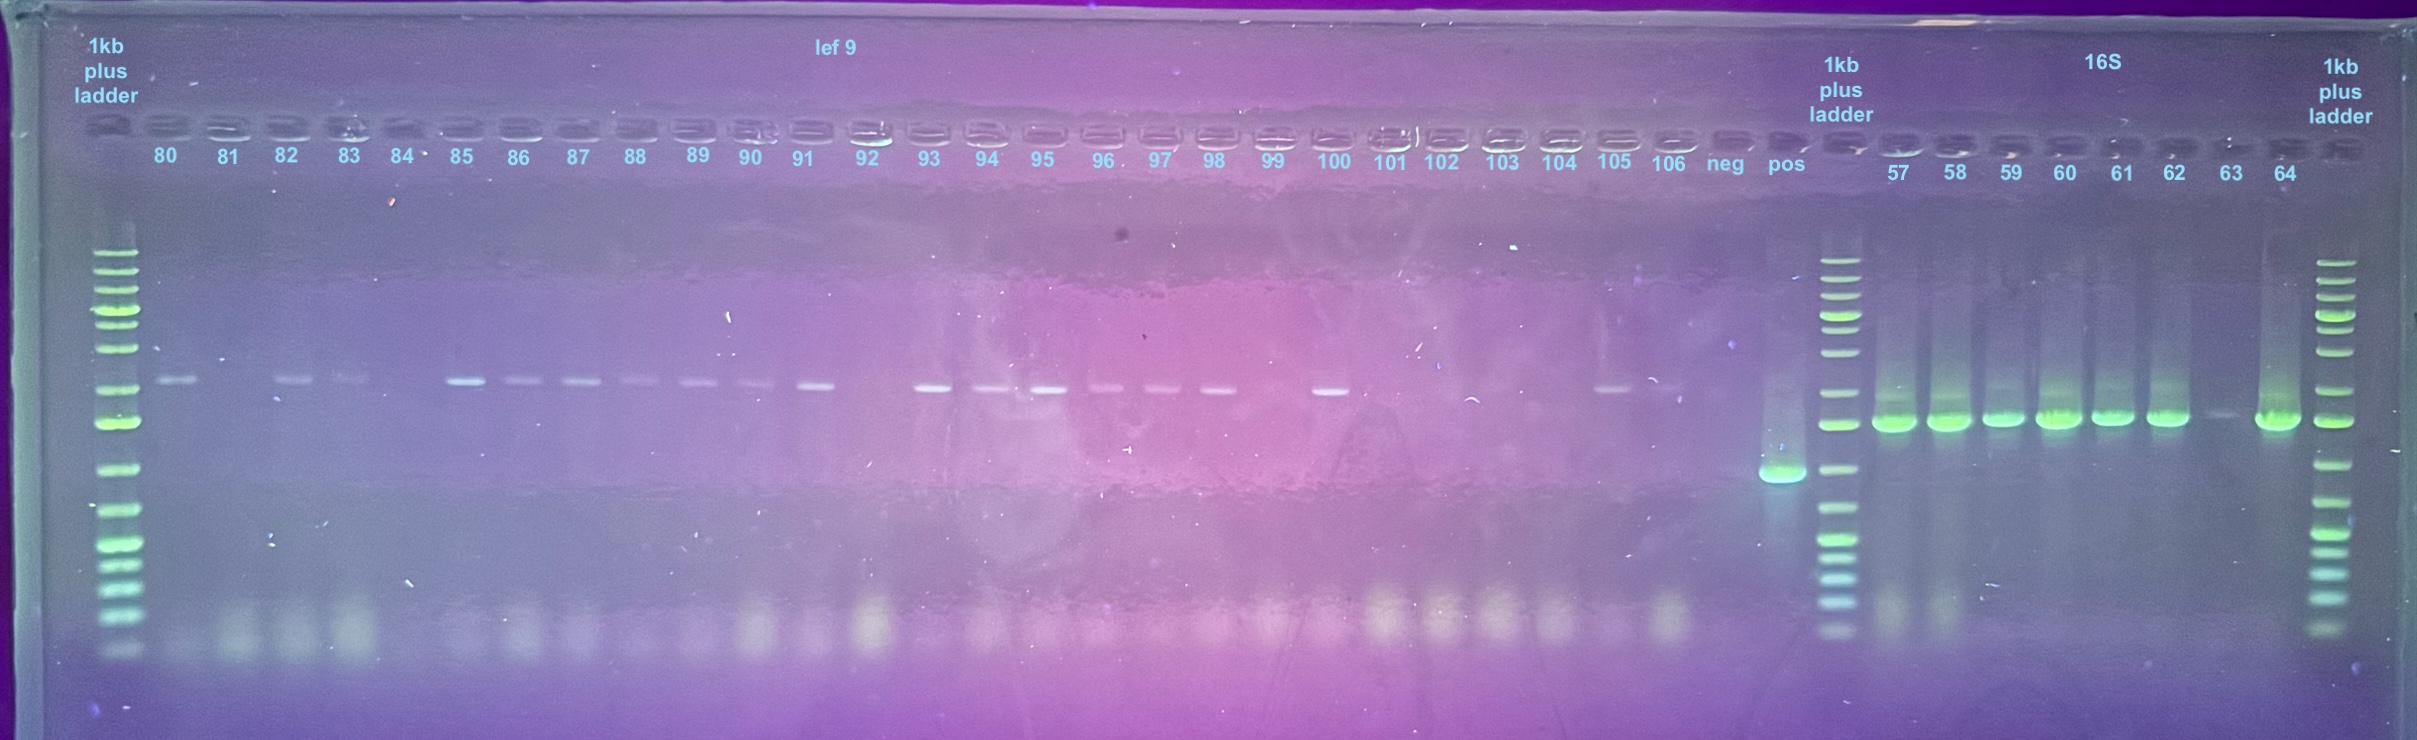 1kb
plus
ladder
lef 9
1kb
plus
ladder
16S
1kb
plus
ladder
80 81 82 83 84 85 86 87 88 89 90 91 92 93 94 95 96 97 98 99 100 101 102 103 104 105 106 neg pos
57 58 59 60 61 62 63 64